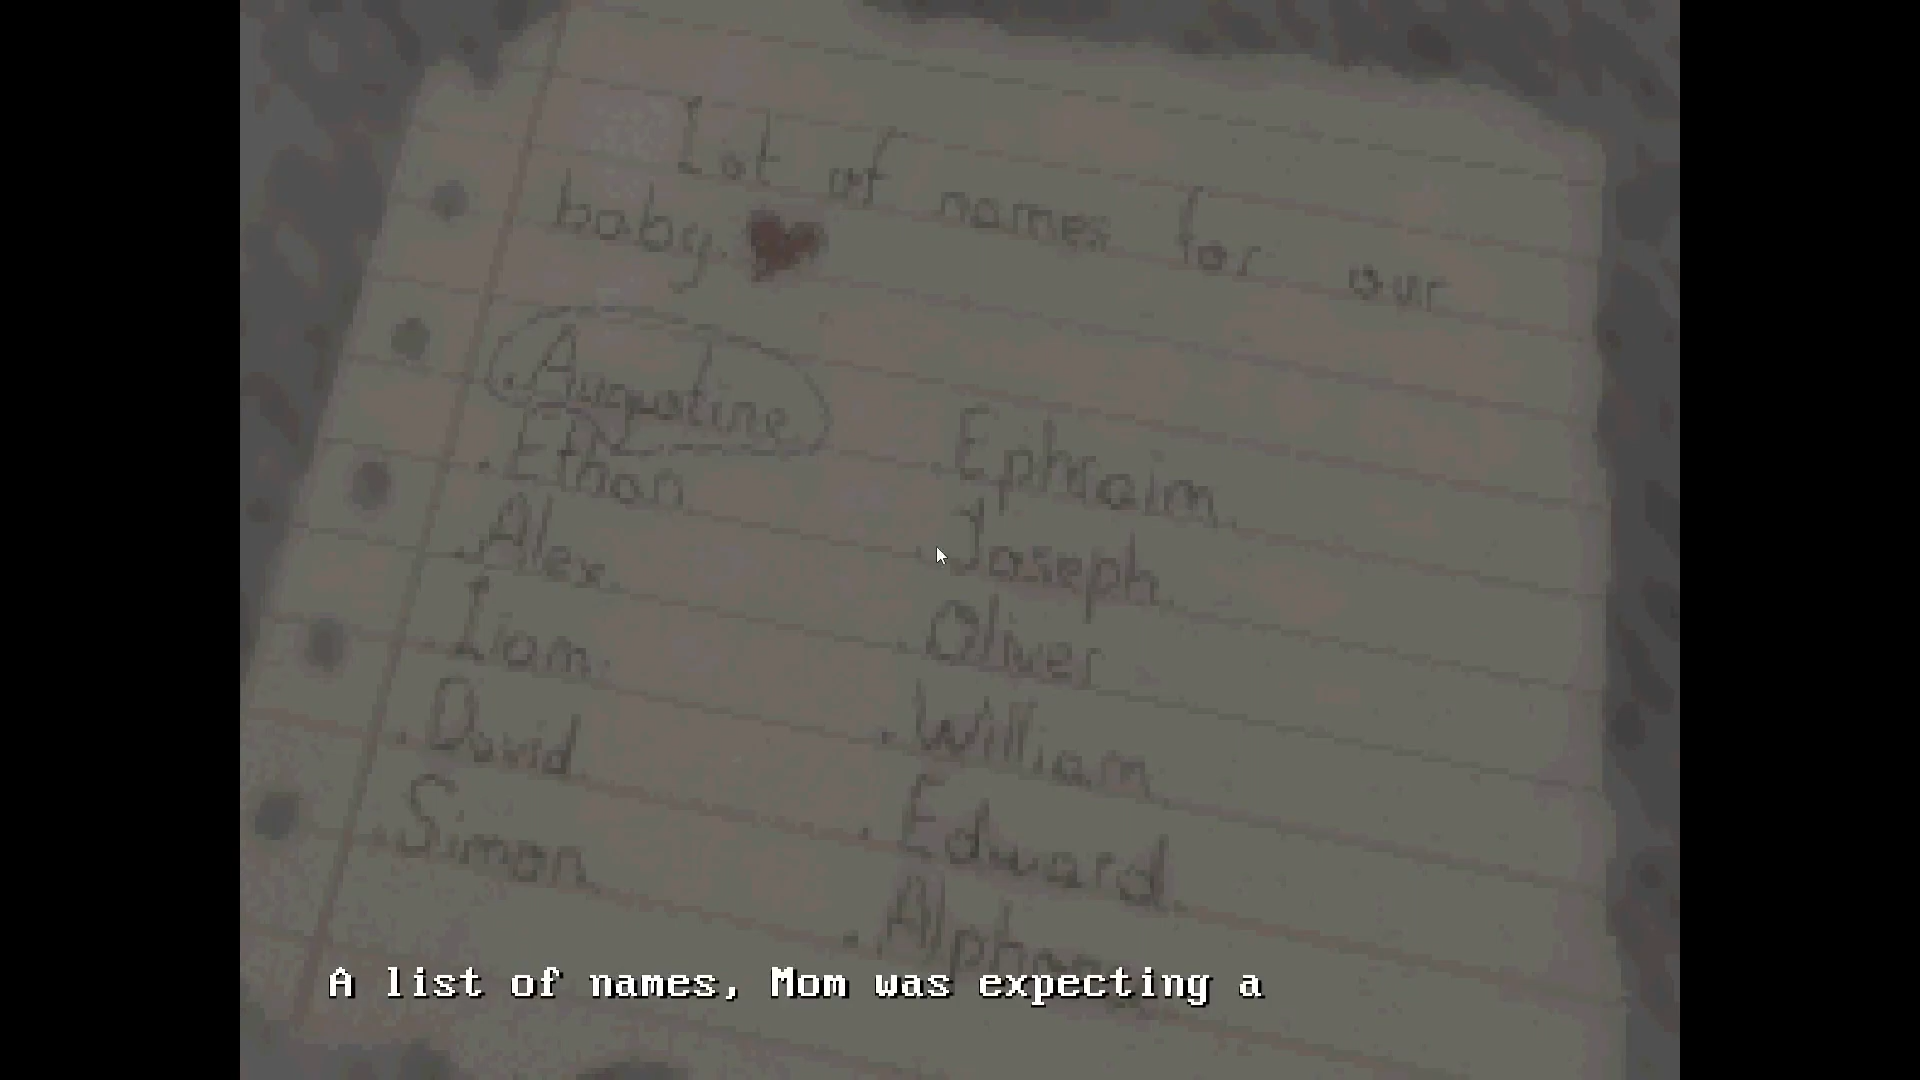 List of names for our
baby.
.Augustine
.Ethan
.Alex.
.Liam.
.David
.Simon
.Ephraim.
.Joseph.
.Oliver
.William
.Edward.
A list of names, Mom was expecting a